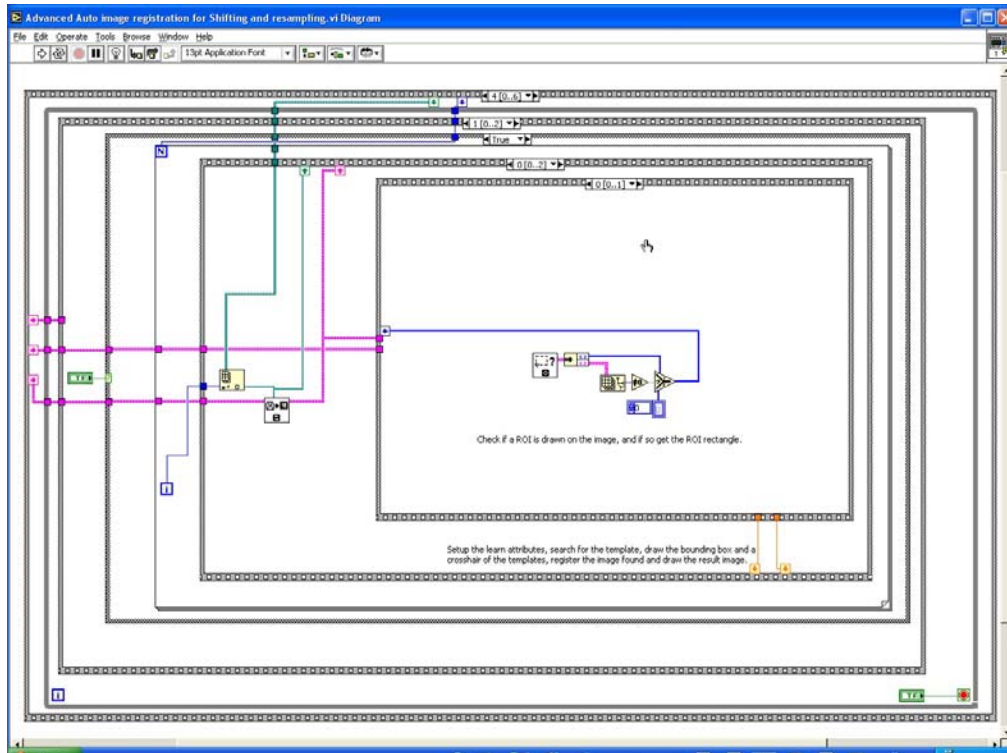 Advanced Auto image registration for Shifting and resampling.vi Diagram
File Edit Operate Tools Browse Window Help
13pt Application Font
4 [0..6]
1 [0..2]
True
N
0 [0..2]
0 [0..1]
TF
i
Check if a ROI is drawn on the image, and if so get the ROI rectangle.
Setup the learn attributes, search for the template, draw the bounding box and a
crosshair of the templates, register the image found and draw the result image.
i
TF